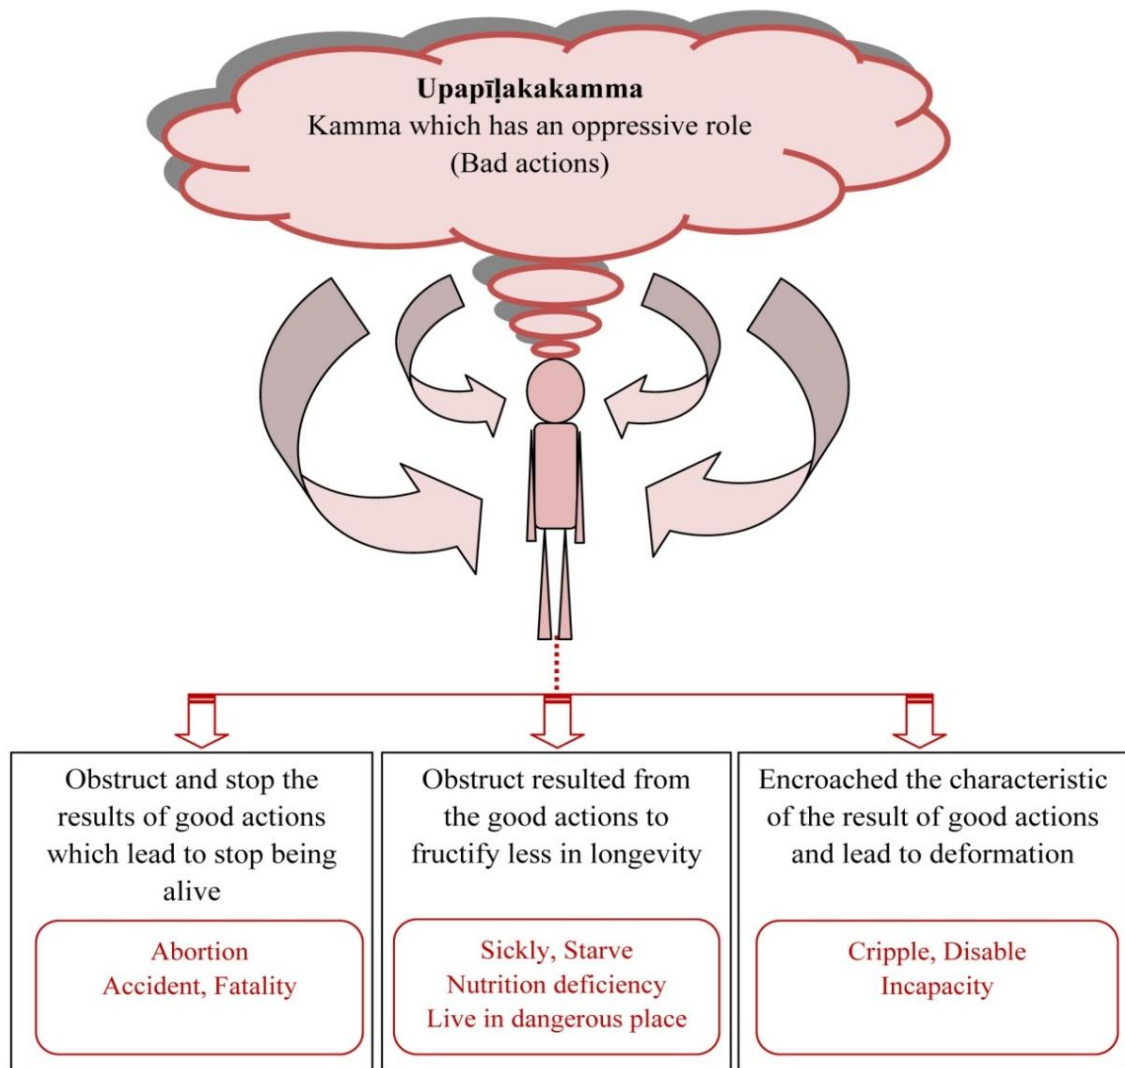 Upapīḷakakamma
Kamma which has an oppressive role
(Bad actions)
Obstruct and stop the
results of good actions
which lead to stop being
alive
Abortion
Accident, Fatality
Obstruct resulted from
the good actions to
fructify less in longevity
Sickly, Starve
Nutrition deficiency
Live in dangerous place
Encroached the characteristic
of the result of good actions
and lead to deformation
Cripple, Disable
Incapacity